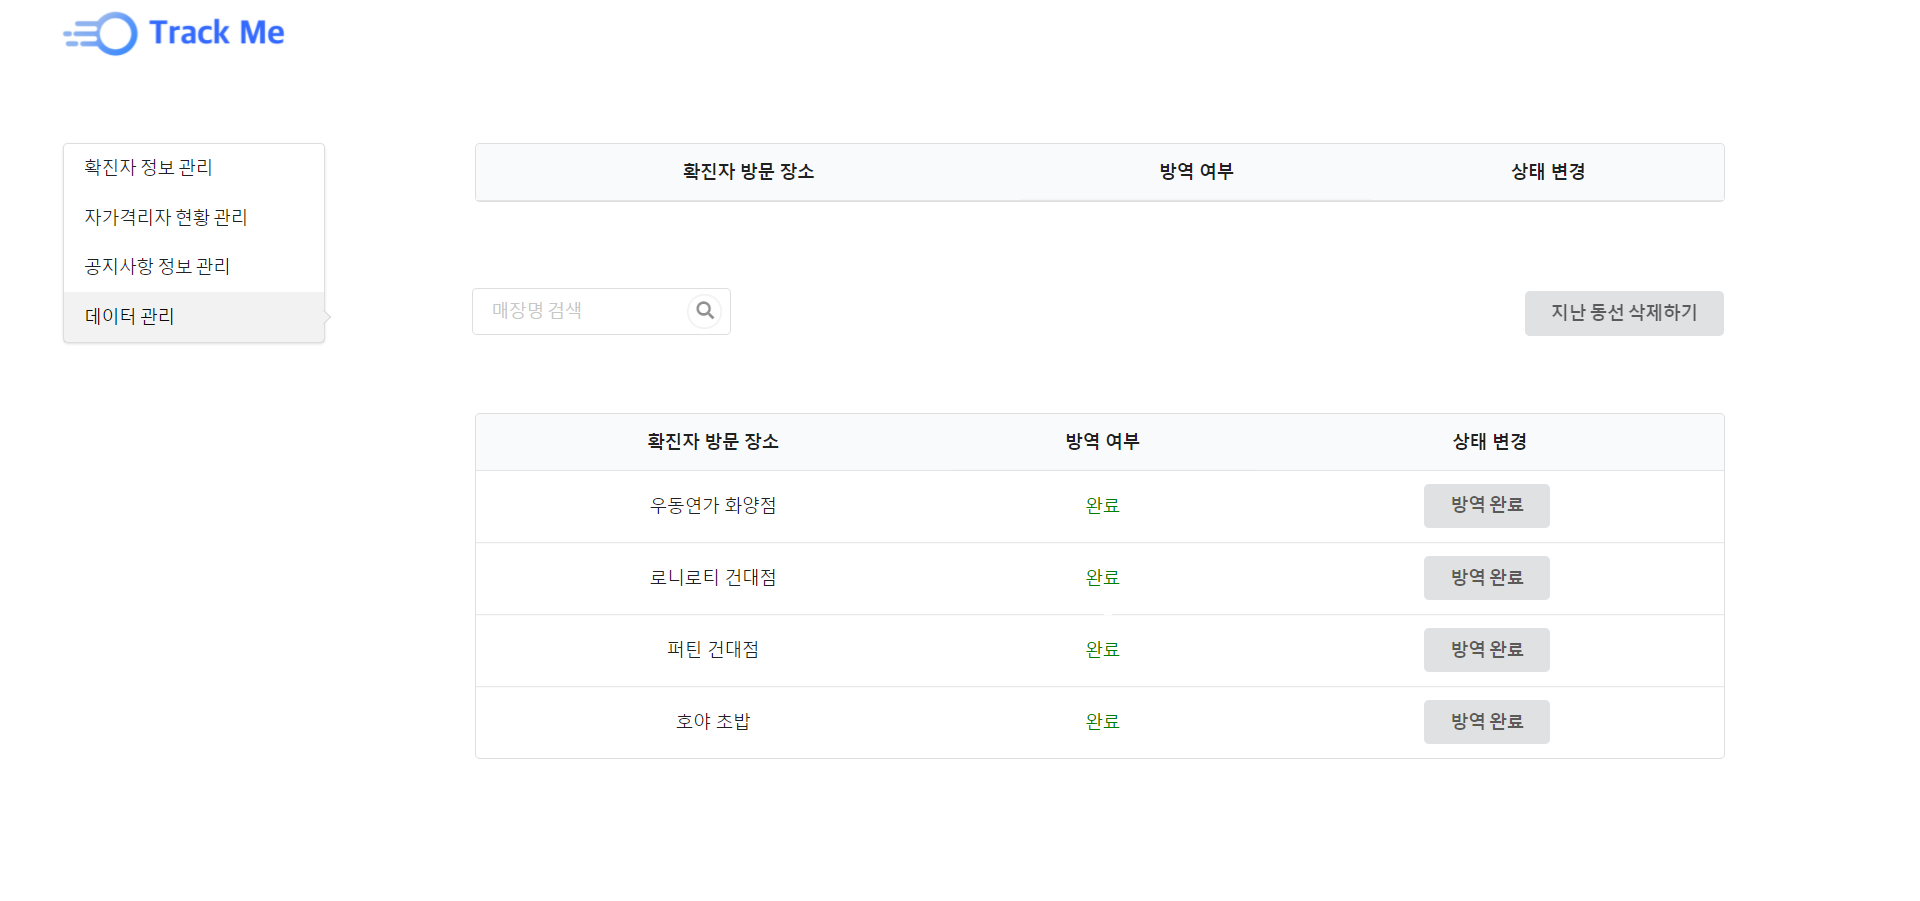 Track Me
확진자 정보 관리
자가격리자 현황 관리
공지사항 정보 관리
데이터 관리
확진자 방문 장소 방역 여부 상태 변경
매장명 검색
지난 동선 삭제하기
확진자 방문 장소 방역 여부 상태 변경
우동연가 화양점 완료 방역 완료
로니로티 건대점 완료 방역 완료
퍼틴 건대점 완료 방역 완료
호야 초밥 완료 방역 완료